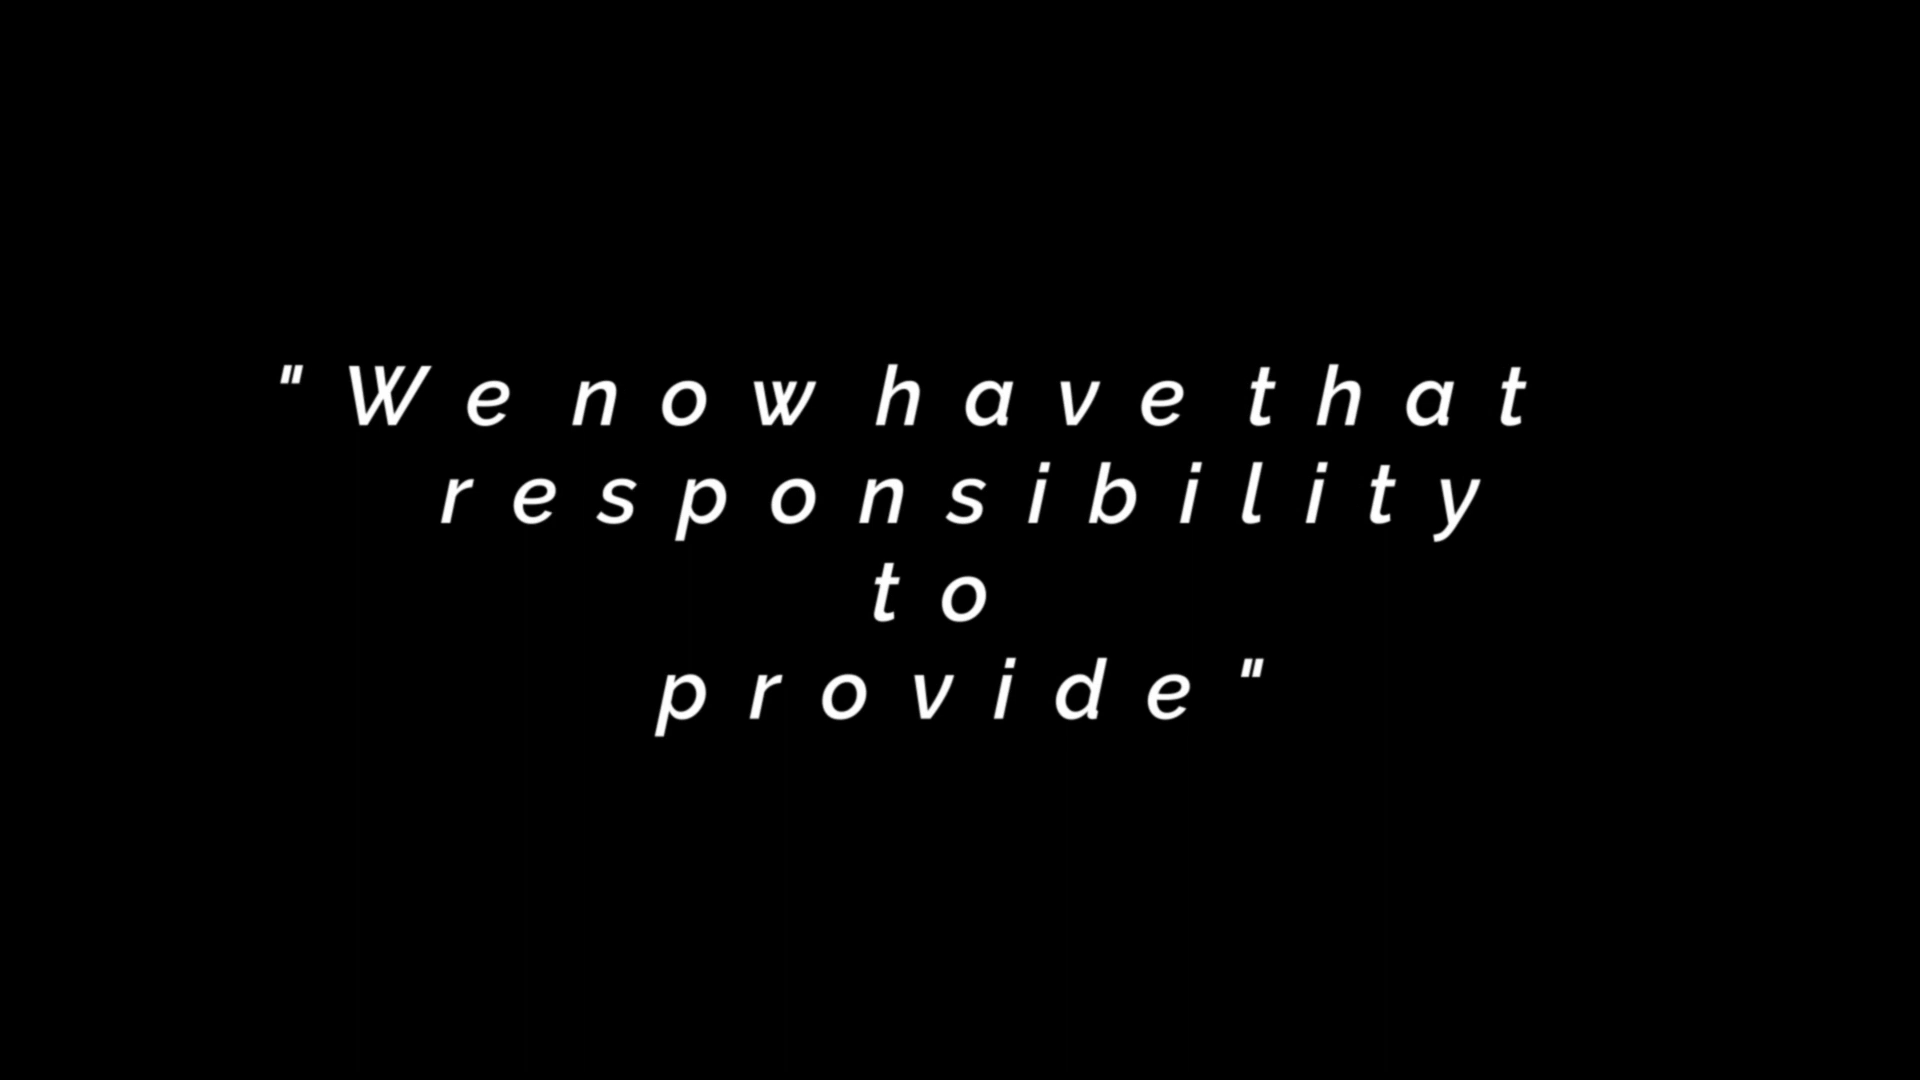 "We now have that
responsibility
to
provide"